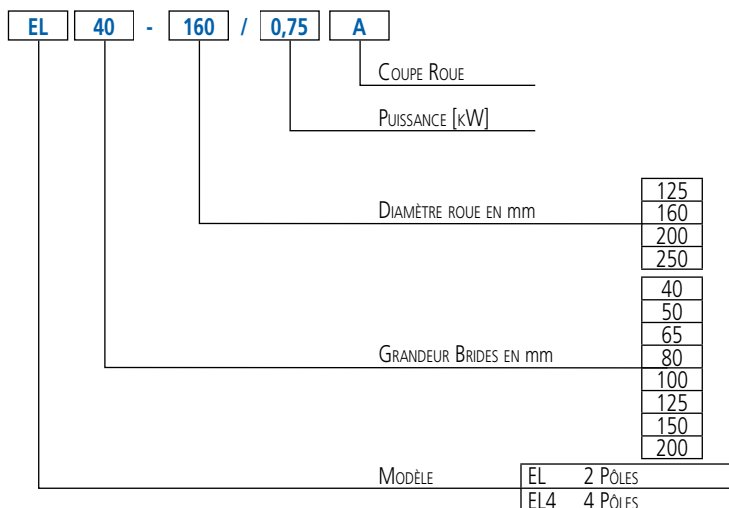 EL 40 - 160 / 0,75 A
Coupe Roue
Puissance [kW]
125
Diamètre roue en mm 160
200
250
40
50
65
Grandeur Brides en mm 80
100
125
150
200
Modèle EL 2 Pôles
EL4 4 Pôles